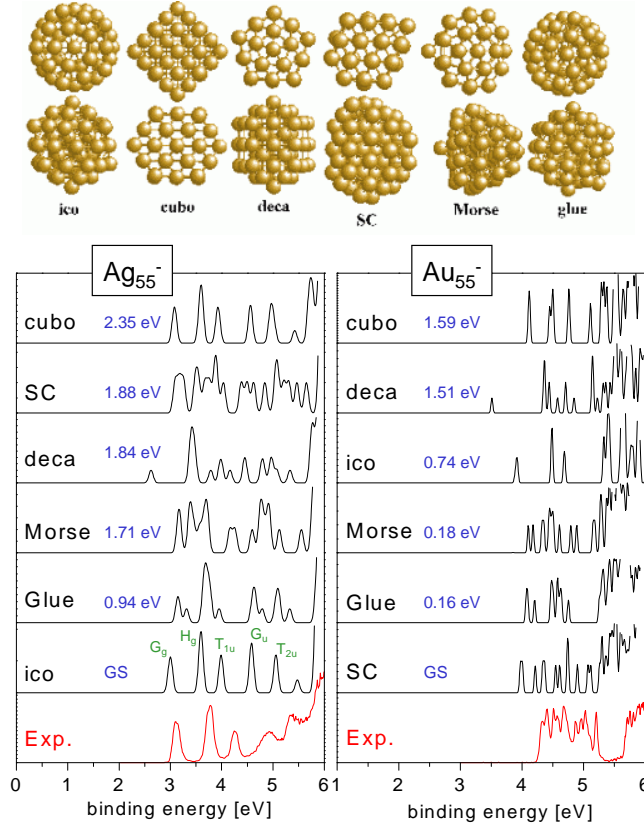 ico cubo deca SC Morse glue
Ag55-
cubo 2.35 eV
SC 1.88 eV
deca 1.84 eV
Morse 1.71 eV
Glue 0.94 eV
Gg Hg T1u Gu T2u
ico GS
Exp.
0 1 2 3 4 5 6
binding energy [eV]
Au55-
cubo 1.59 eV
deca 1.51 eV
ico 0.74 eV
Morse 0.18 eV
Glue 0.16 eV
SC GS
Exp.
1 2 3 4 5 6
binding energy [eV]